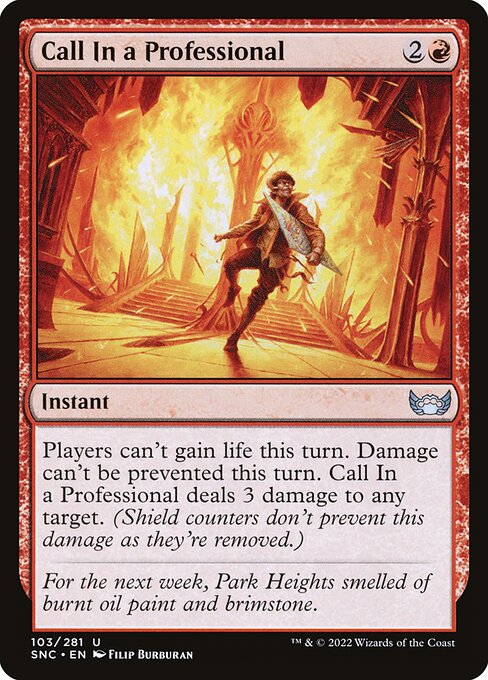 Call In a Professional 2
Instant
Players can't gain life this turn. Damage
can't be prevented this turn. Call In
a Professional deals 3 damage to any
target. (Shield counters don't prevent this
damage as they're removed.)
For the next week, Park Heights smelled of
burnt oil paint and brimstone.
103/281 U
SNC • EN Filip Burburan
™ & © 2022 Wizards of the Coast